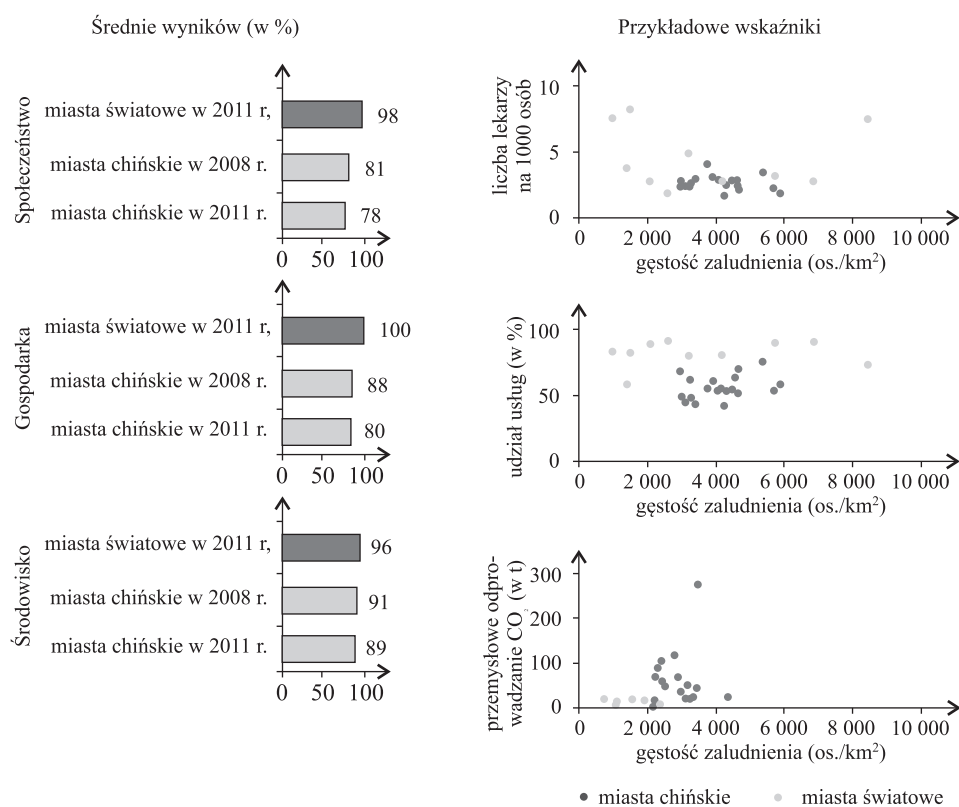 Średnie wyników (w %)
Społeczeństwo
miasta światowe w 2011 r,
98
miasta chińskie w 2008 r.
81
miasta chińskie w 2011 r.
78
0 50 100
Gospodarka
miasta światowe w 2011 r,
100
miasta chińskie w 2008 r.
88
miasta chińskie w 2011 r.
80
0 50 100
Środowisko
miasta światowe w 2011 r,
96
miasta chińskie w 2008 r.
91
miasta chińskie w 2011 r.
89
0 50 100
Przykładowe wskaźniki
liczba lekarzy
na 1000 osób
10
5
0
0 2 000 4 000 6 000 8 000 10 000
gęstość zaludnienia (os./km²)
udział usług (w %)
100
50
0
0 2 000 4 000 6 000 8 000 10 000
gęstość zaludnienia (os./km²)
przemysłowe odpro-
wadzanie CO₂ (w t)
300
200
100
0
0 2 000 4 000 6 000 8 000 10 000
gęstość zaludnienia (os./km²)
miasta chińskie
miasta światowe